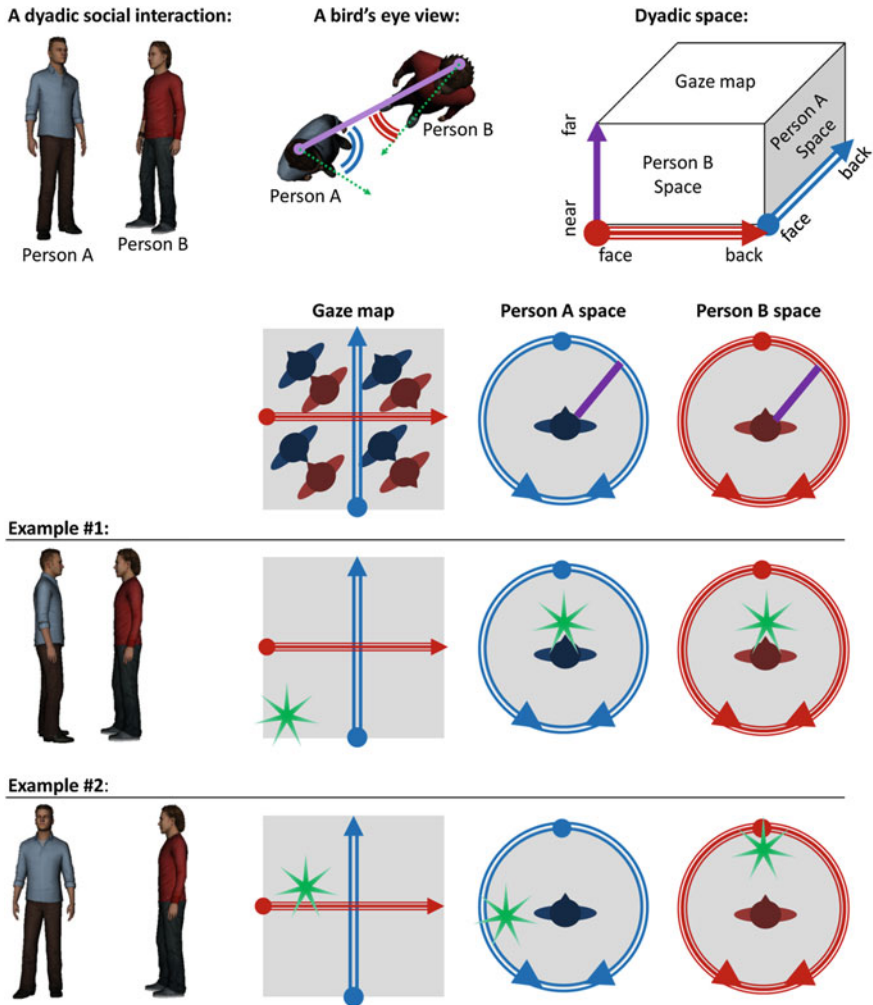 A dyadic social interaction:
A bird's eye view:
Dyadic space:
Person A
Person B
Person A
Person B
Gaze map
Person B
Space
Person A
Space
far
near
face
back
face
back
Gaze map
Person A space
Person B space
Example #1:
Example #2: